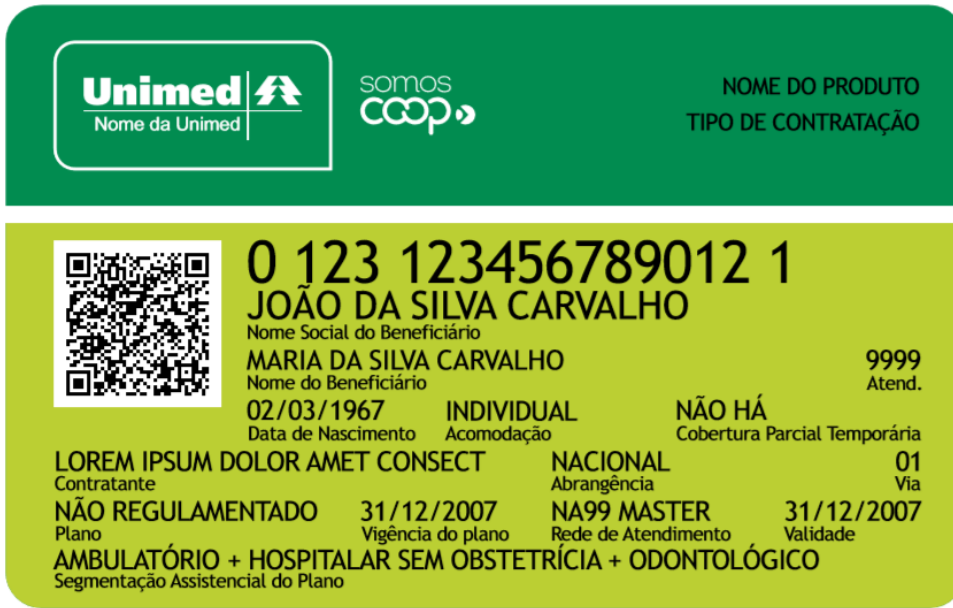 Unimed
Nome da Unimed
somos
coop
NOME DO PRODUTO
TIPO DE CONTRATAÇÃO
0 123 123456789012 1
JOÃO DA SILVA CARVALHO
Nome Social do Beneficiário
MARIA DA SILVA CARVALHO 9999
Nome do Beneficiário Atend.
02/03/1967 INDIVIDUAL NÃO HÁ
Data de Nascimento Acomodação Cobertura Parcial Temporária
LOREM IPSUM DOLOR AMET CONSECT NACIONAL 01
Contratante Abrangência Via
NÃO REGULAMENTADO 31/12/2007 NA99 MASTER 31/12/2007
Plano Vigência do plano Rede de Atendimento Validade
AMBULATÓRIO + HOSPITALAR SEM OBSTETRÍCIA + ODONTOLÓGICO
Segmentação Assistencial do Plano